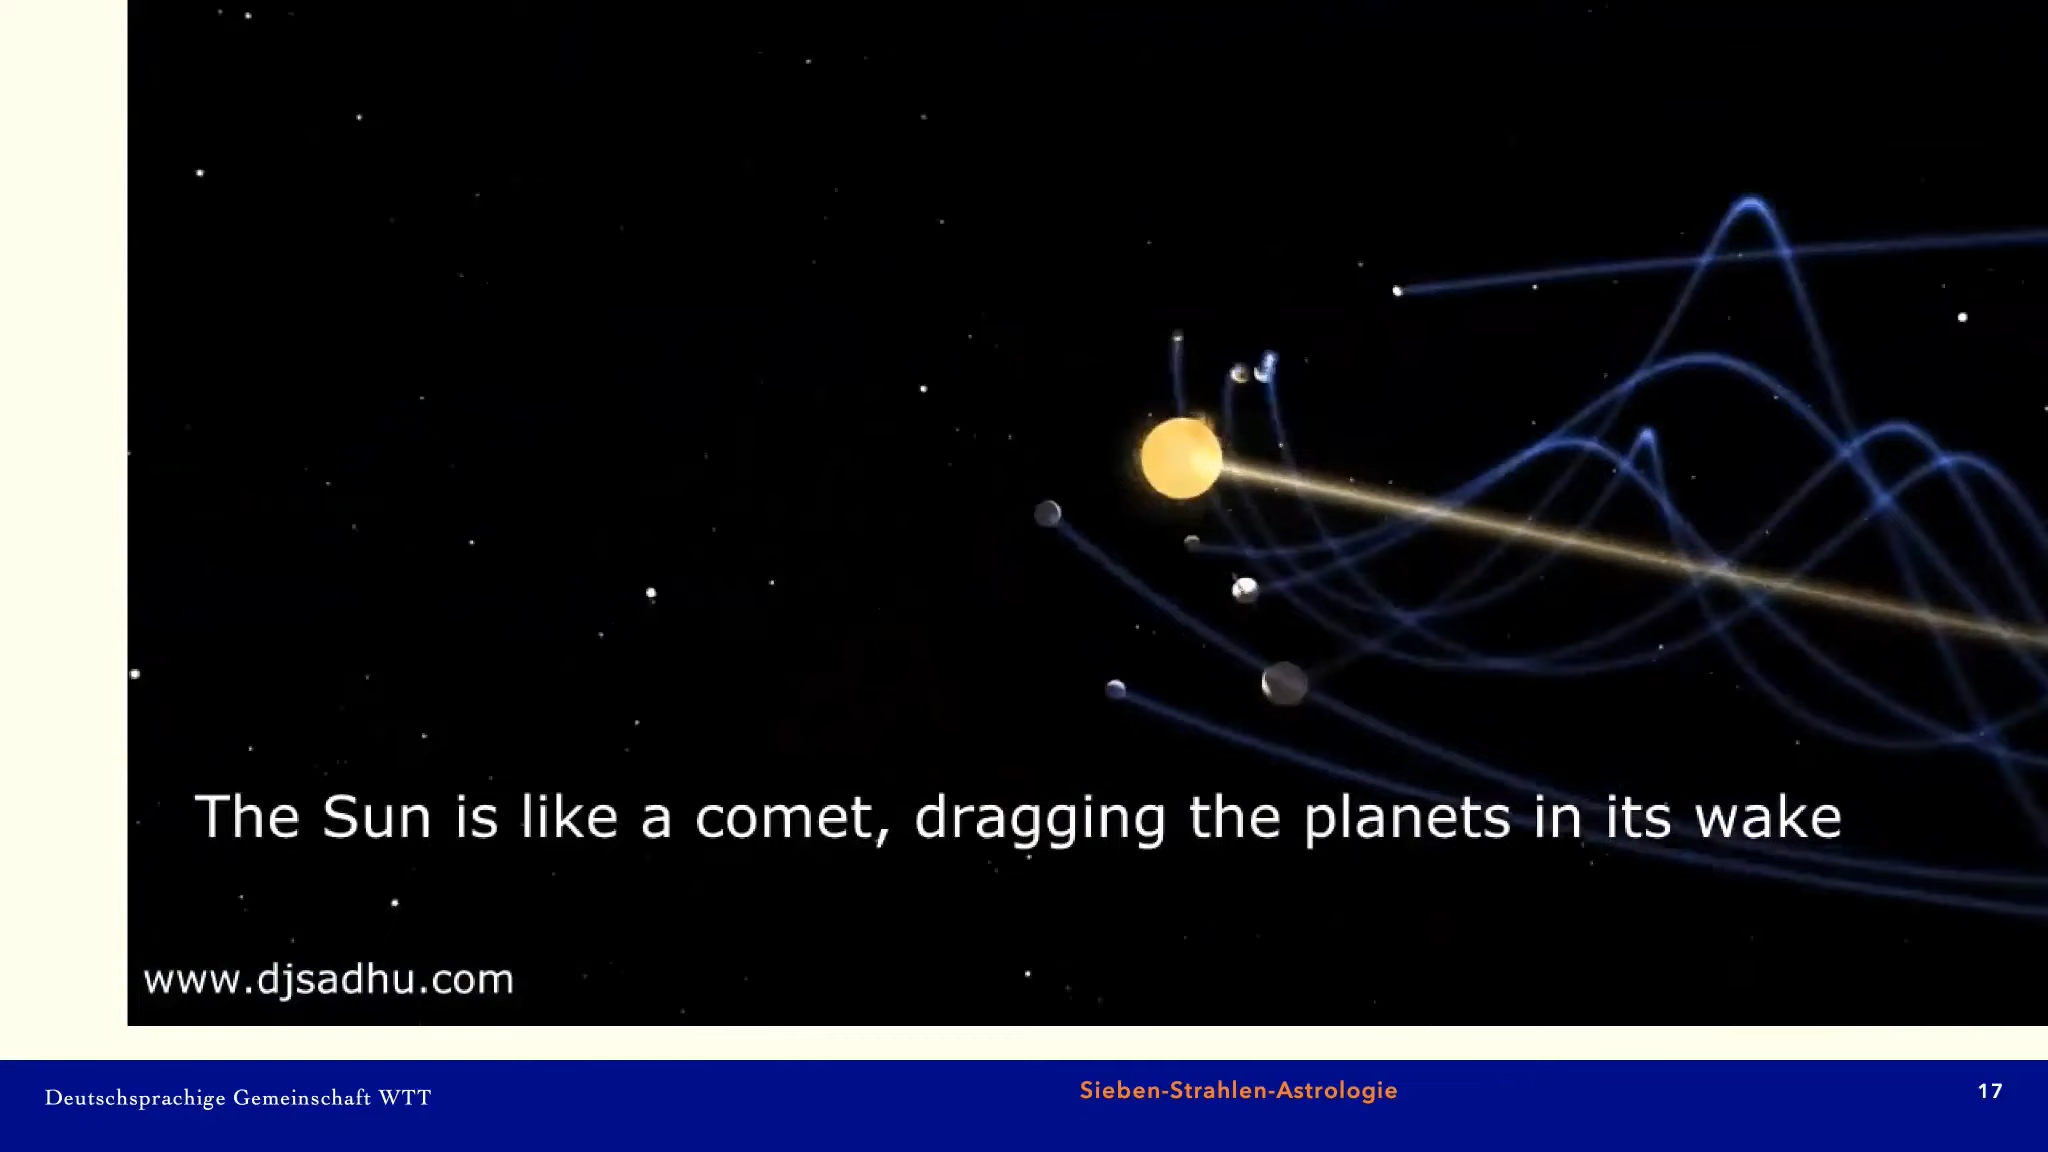 The Sun is like a comet, dragging the planets in its wake
www.djsadhu.com
Deutschsprachige Gemeinschaft WTT
Sieben-Strahlen-Astrologie
17